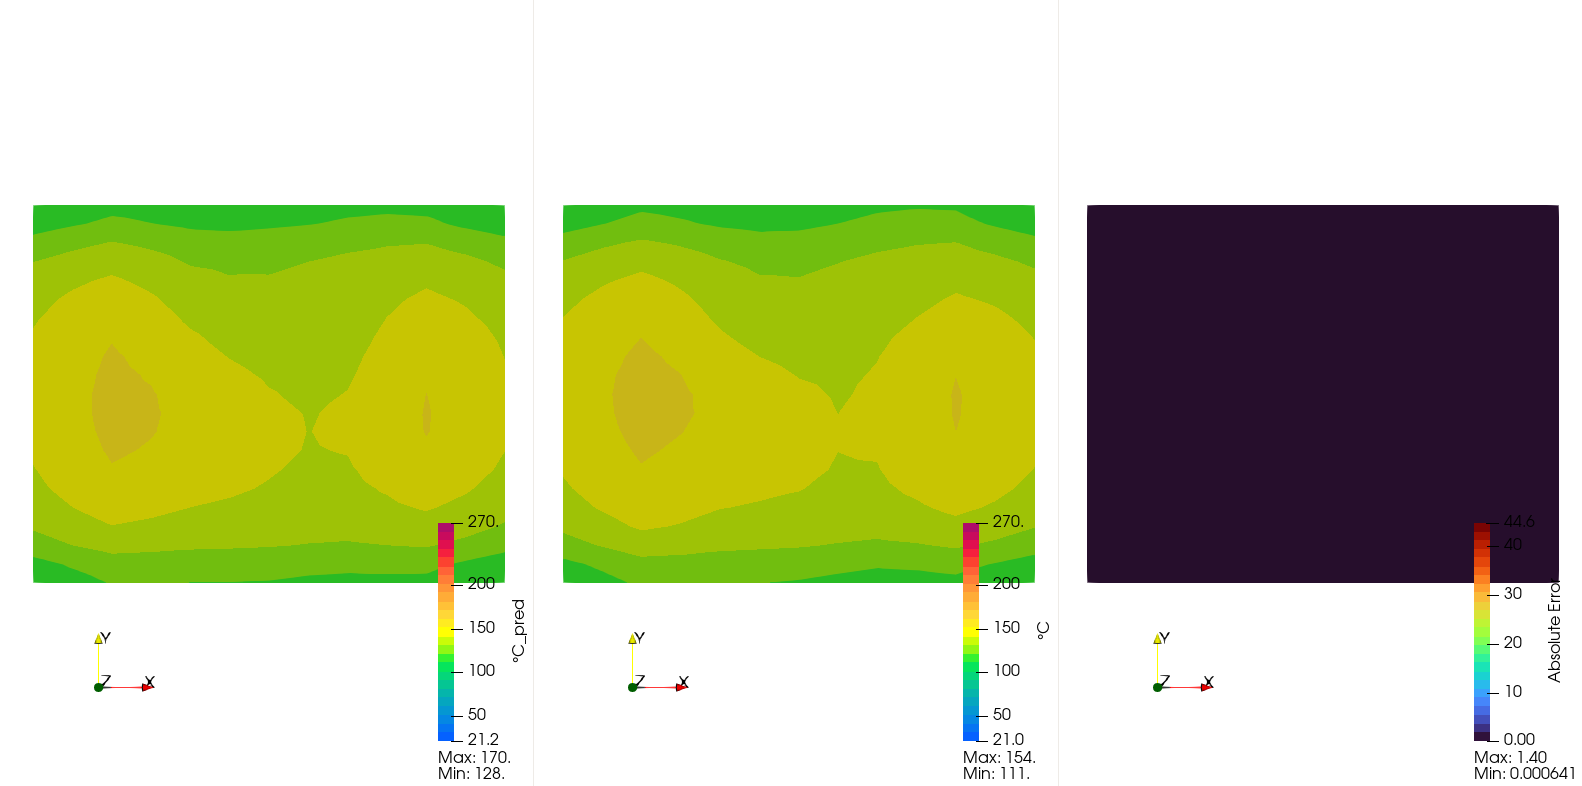 270.
200
150
100
50
21.2
°C_pred
Max: 170.
Min: 128.
Y
Z
X
270.
200
150
100
50
21.0
°C
Max: 154.
Min: 111.
Y
Z
X
44.6
40
30
20
10
0.00
Absolute Error
Max: 1.40
Min: 0.000641
Y
Z
X